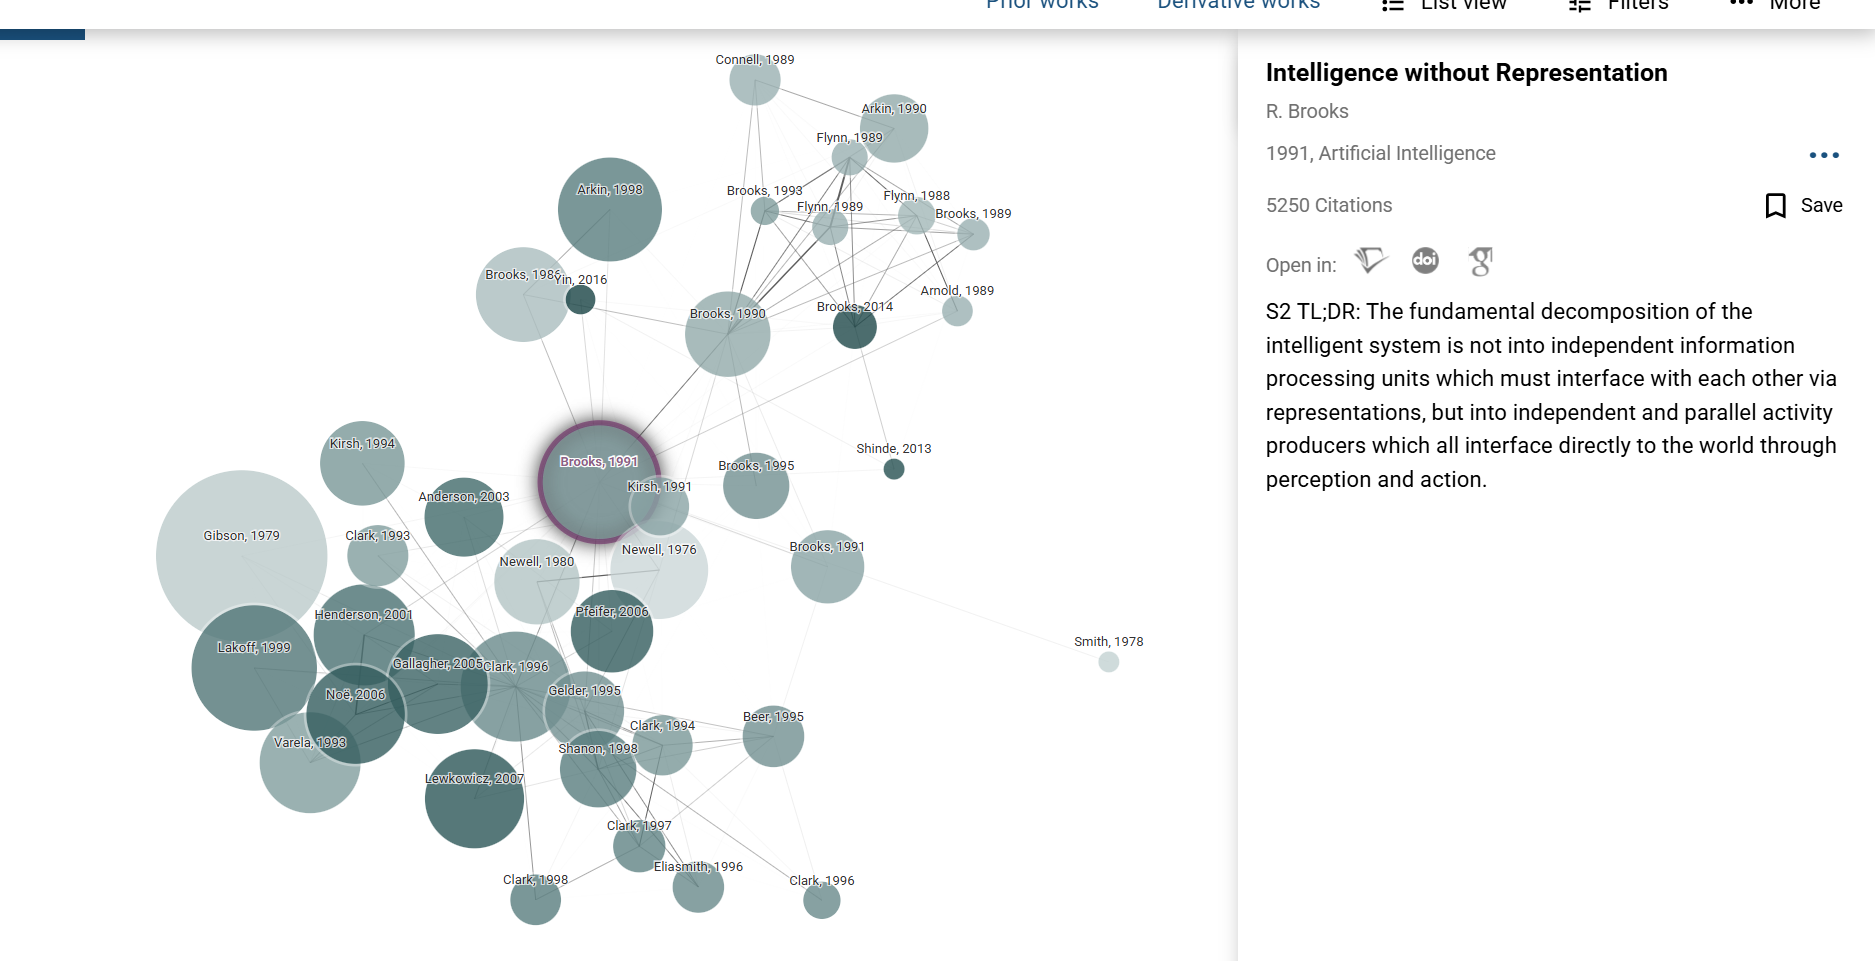 Prior works
Derivative works
List view
Filters
More
Connell, 1989
Arkin, 1990
Flynn, 1989
Arkin, 1998
Brooks, 1993
Flynn, 1989
Flynn, 1988
Brooks, 1989
Brooks, 1986
Yin, 2016
Brooks, 1990
Brooks, 2014
Arnold, 1989
Kirsh, 1994
Brooks, 1991
Brooks, 1995
Shinde, 2013
Kirsh, 1991
Anderson, 2003
Gibson, 1979
Clark, 1993
Newell, 1980
Newell, 1976
Brooks, 1991
Henderson, 2001
Pfeifer, 2006
Lakoff, 1999
Gallagher, 2005
Clark, 1996
Smith, 1978
Noë, 2006
Gelder, 1995
Varela, 1993
Clark, 1994
Beer, 1995
Shanon, 1998
Lewkowicz, 2007
Clark, 1997
Eliasmith, 1996
Clark, 1998
Clark, 1996
Intelligence without Representation
R. Brooks
1991, Artificial Intelligence
5250 Citations
Save
Open in:
doi
g
S2 TL;DR: The fundamental decomposition of the
intelligent system is not into independent information
processing units which must interface with each other via
representations, but into independent and parallel activity
producers which all interface directly to the world through
perception and action.